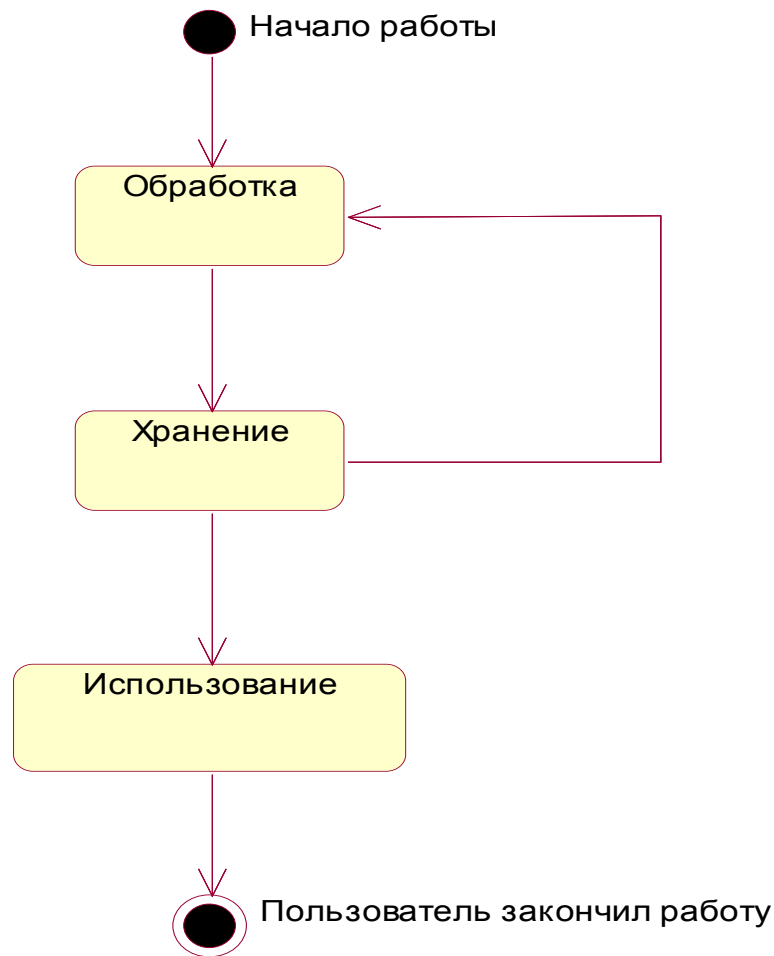 Начало работы
Обработка
Хранение
Использование
Пользователь закончил работу